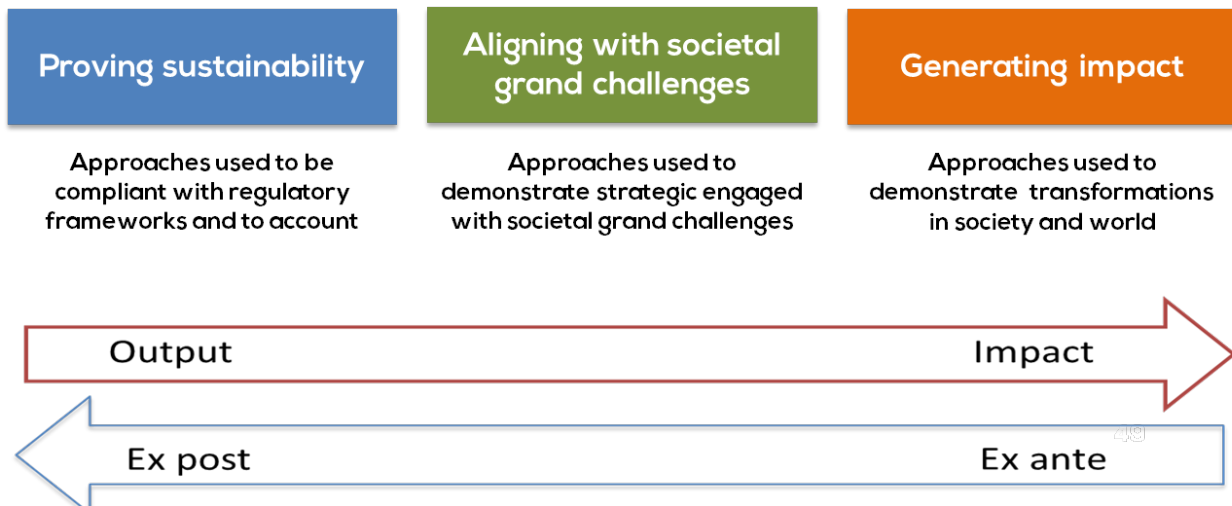 Proving sustainability
Aligning with societal
grand challenges
Generating impact
Approaches used to be
compliant with regulatory
frameworks and to account
Approaches used to
demonstrate strategic engaged
with societal grand challenges
Approaches used to
demonstrate transformations
in society and world
Output
Impact
49
Ex post
Ex ante